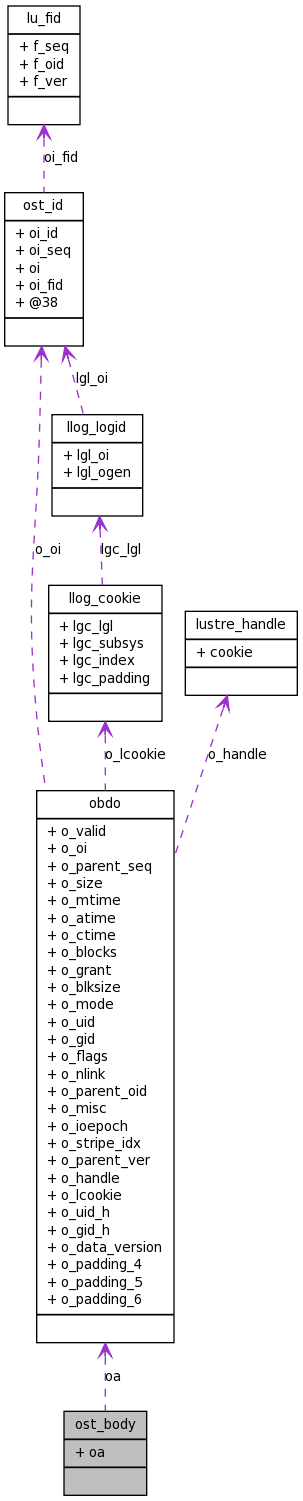 lu_fid
+ f_seq
+ f_oid
+ f_ver
oi_fid
ost_id
+ oi_id
+ oi_seq
+ oi
+ oi_fid
+ @38
lgl_oi
llog_logid
+ lgl_oi
+ lgl_ogen
o_oi
lgc_lgl
llog_cookie
+ lgc_lgl
+ lgc_subsys
+ lgc_index
+ lgc_padding
lustre_handle
+ cookie
o_lcookie
o_handle
obdo
+ o_valid
+ o_oi
+ o_parent_seq
+ o_size
+ o_mtime
+ o_atime
+ o_ctime
+ o_blocks
+ o_grant
+ o_blksize
+ o_mode
+ o_uid
+ o_gid
+ o_flags
+ o_nlink
+ o_parent_oid
+ o_misc
+ o_ioepoch
+ o_stripe_idx
+ o_parent_ver
+ o_handle
+ o_lcookie
+ o_uid_h
+ o_gid_h
+ o_data_version
+ o_padding_4
+ o_padding_5
+ o_padding_6
oa
ost_body
+ oa